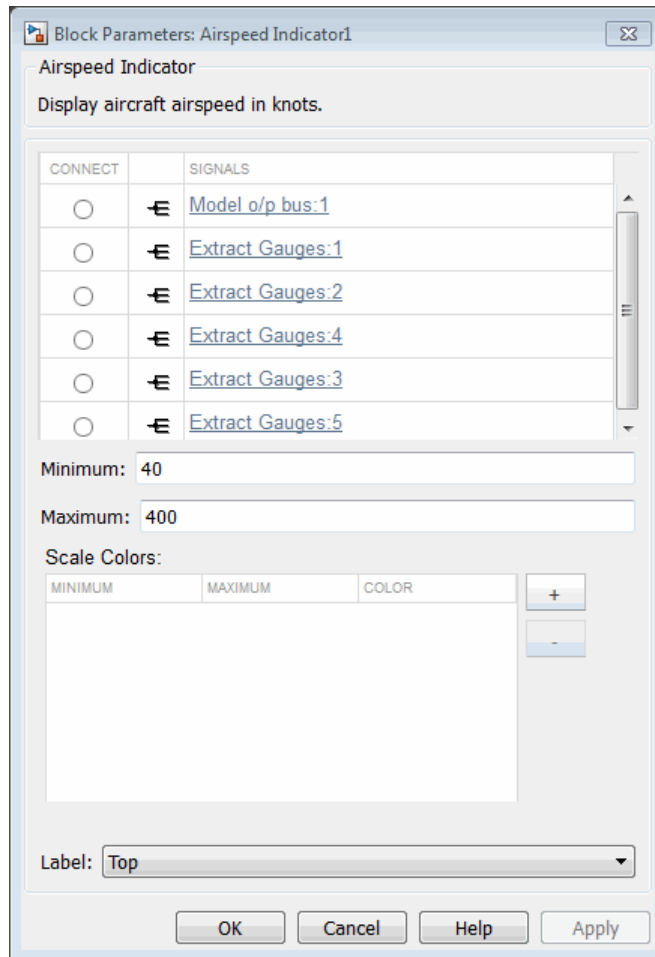 Block Parameters: Airspeed Indicator1
Airspeed Indicator
Display aircraft airspeed in knots.
CONNECT SIGNALS
Model o/p bus:1
Extract Gauges:1
Extract Gauges:2
Extract Gauges:4
Extract Gauges:3
Extract Gauges:5
Minimum: 40
Maximum: 400
Scale Colors:
MINIMUM MAXIMUM COLOR
+
-
Label: Top
OK Cancel Help Apply